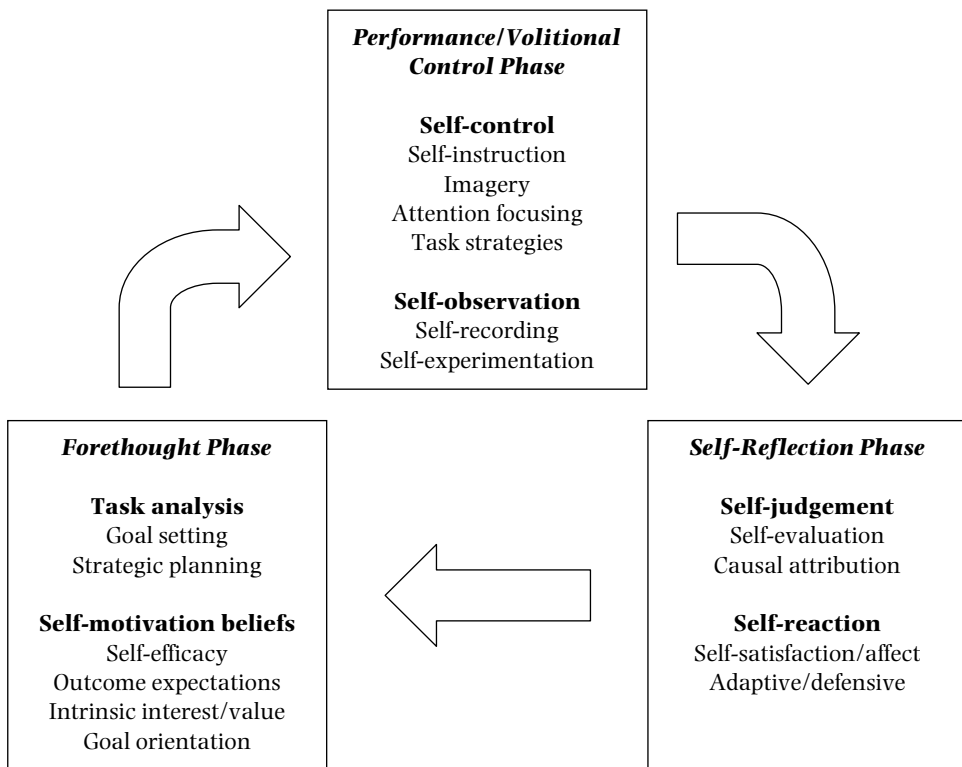 Performance/Volitional
Control Phase
Self-control
Self-instruction
Imagery
Attention focusing
Task strategies
Self-observation
Self-recording
Self-experimentation
Forethought Phase
Task analysis
Goal setting
Strategic planning
Self-motivation beliefs
Self-efficacy
Outcome expectations
Intrinsic interest/value
Goal orientation
Self-Reflection Phase
Self-judgement
Self-evaluation
Causal attribution
Self-reaction
Self-satisfaction/affect
Adaptive/defensive